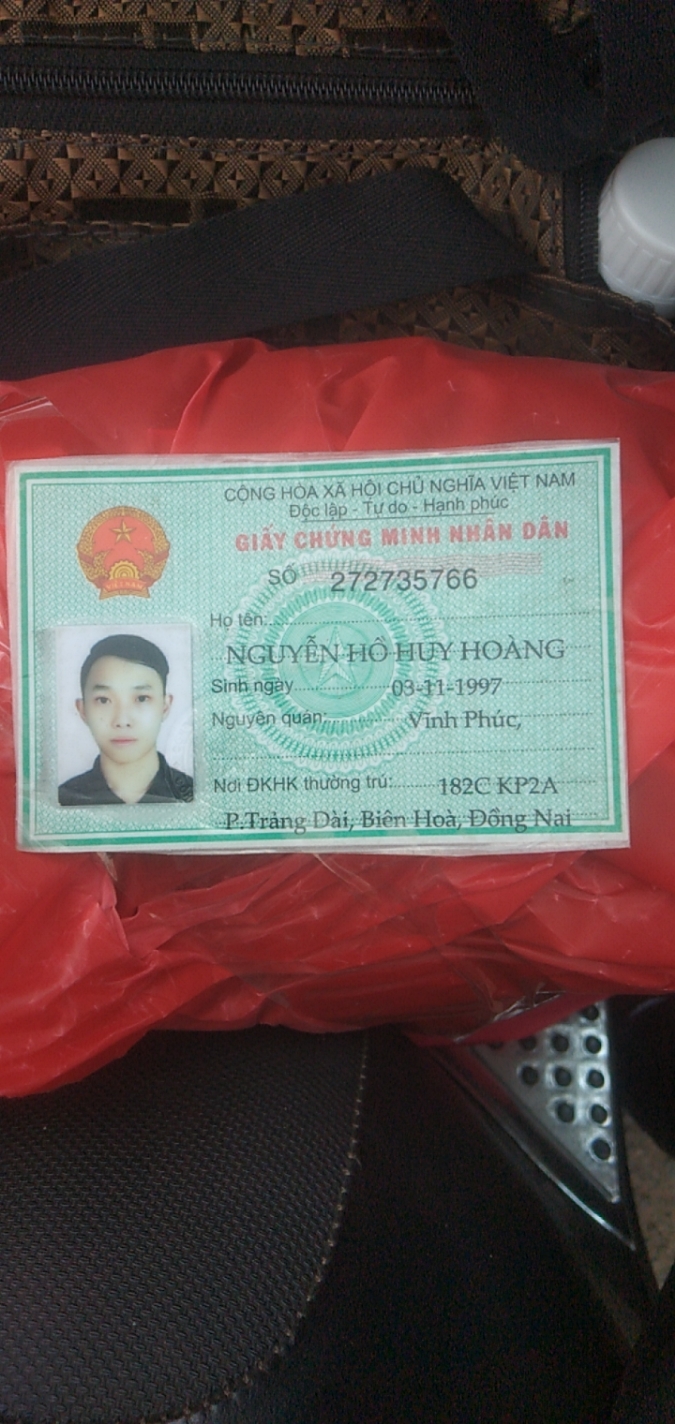 CỘNG HÒA XÃ HỘI CHỦ NGHĨA VIỆT NAM
Độc lập - Tự do - Hạnh phúc
GIẤY CHỨNG MINH NHÂN DÂN
SỐ 272735766
Họ tên:
NGUYỄN HỒ HUY HOÀNG
Sinh ngày 03-11-1997
Nguyên quán: Vĩnh Phúc,
Nơi ĐKHK thường trú: 182C KP2A
P.Trảng Dài, Biên Hoà, Đồng Nai
VIỆT NAM